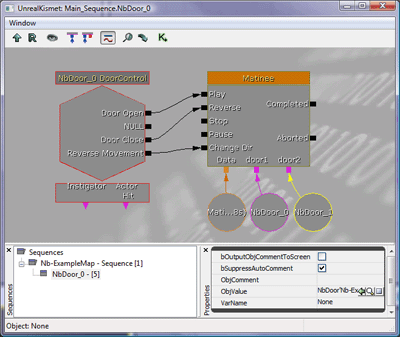 UnrealKismet: Main_Sequence.NbDoor_0
Window
NbDoor_0 DoorControl
Door Open
NULL
Door Close
Reverse Movement
Instigator
Actor Hit
Matinee
Play
Reverse
Stop
Pause
Change Dir
Completed
Aborted
Data door1 door2
Mati...8s)
NbDoor_0
NbDoor_1
Sequences
Sequences
Nb-ExampleMap - Sequence [1]
NbDoor_0 - [5]
Properties
bOutputObjCommentToScreen
bSuppressAutoComment
ObjComment
ObjValue NbDoor'Nb-Ex
VarName None
Object: None